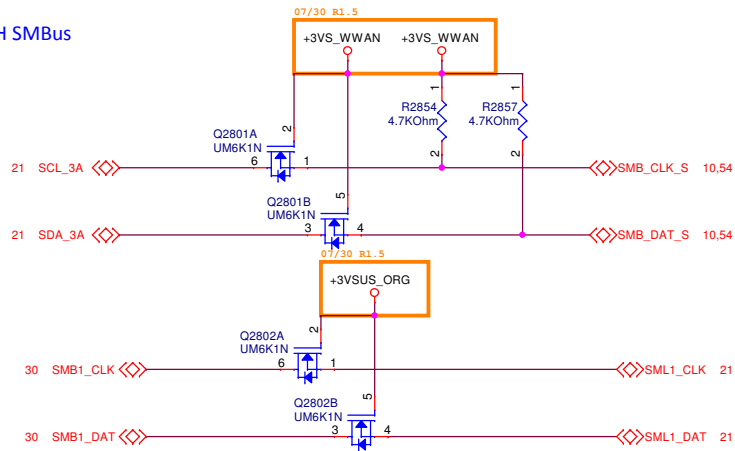 H SMBus
07/30 R1.5
+3VS_WWAN +3VS_WWAN
1 1
R2854 R2857
4.7KOhm 4.7KOhm
2 Q2801A
UM6K1N
2 2
21 SCL_3A 6 1 SMB_CLK_S 10,54
Q2801B 5
UM6K1N
21 SDA_3A 3 4 SMB_DAT_S 10,54
07/30 R1.5
+3VSUS_ORG
Q2802A 2
UM6K1N
30 SMB1_CLK 6 1 SML1_CLK 21
Q2802B 5
UM6K1N
30 SMB1_DAT 3 4 SML1_DAT 21